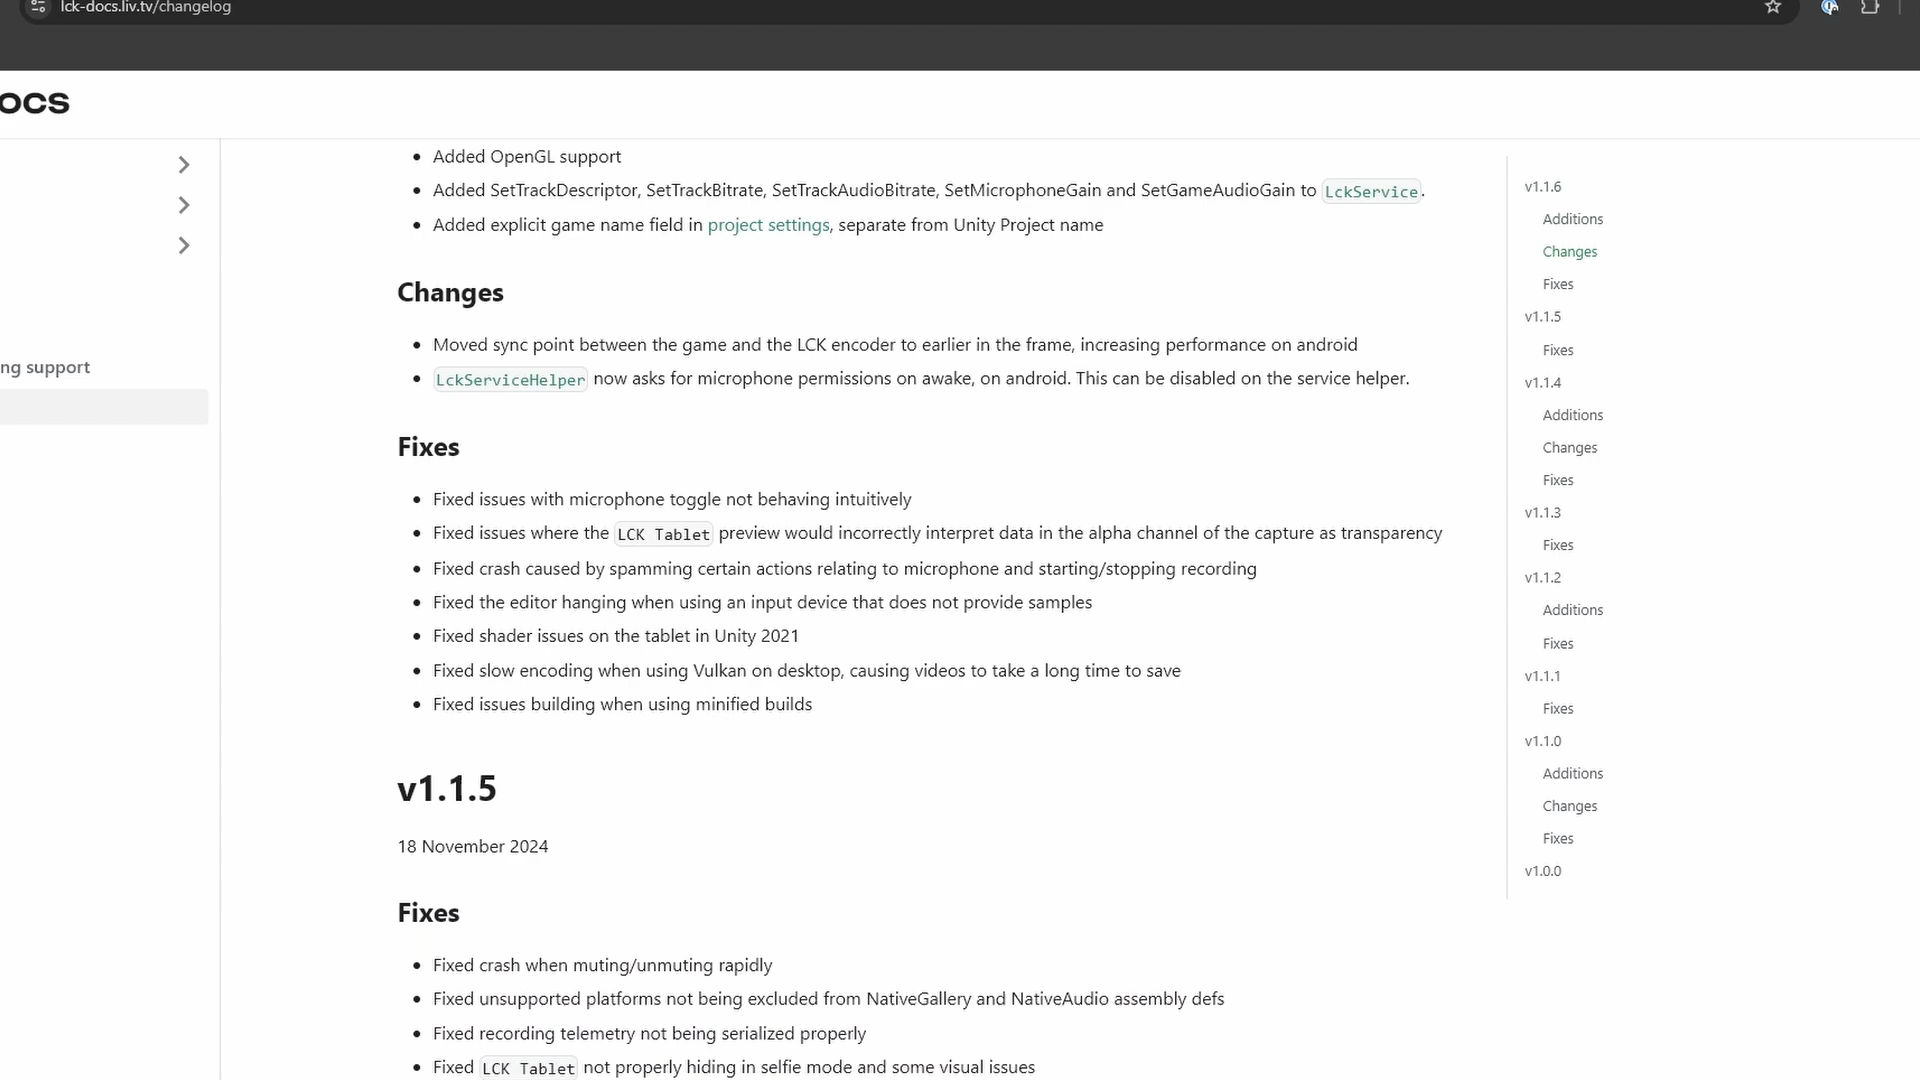 lck-docs.liv.tv/changelog
ocs
ng support
Added OpenGL support
Added SetTrackDescriptor, SetTrackBitrate, SetTrackAudioBitrate, SetMicrophoneGain and SetGameAudioGain to LckService.
Added explicit game name field in project settings, separate from Unity Project name
Changes
Moved sync point between the game and the LCK encoder to earlier in the frame, increasing performance on android
LckServiceHelper now asks for microphone permissions on awake, on android. This can be disabled on the service helper.
Fixes
Fixed issues with microphone toggle not behaving intuitively
Fixed issues where the LCK Tablet preview would incorrectly interpret data in the alpha channel of the capture as transparency
Fixed crash caused by spamming certain actions relating to microphone and starting/stopping recording
Fixed the editor hanging when using an input device that does not provide samples
Fixed shader issues on the tablet in Unity 2021
Fixed slow encoding when using Vulkan on desktop, causing videos to take a long time to save
Fixed issues building when using minified builds
v1.1.5
18 November 2024
Fixes
Fixed crash when muting/unmuting rapidly
Fixed unsupported platforms not being excluded from NativeGallery and NativeAudio assembly defs
Fixed recording telemetry not being serialized properly
Fixed LCK Tablet not properly hiding in selfie mode and some visual issues
v1.1.6
Additions
Changes
Fixes
v1.1.5
Fixes
v1.1.4
Additions
Changes
Fixes
v1.1.3
Fixes
v1.1.2
Additions
Fixes
v1.1.1
Fixes
v1.1.0
Additions
Changes
Fixes
v1.0.0